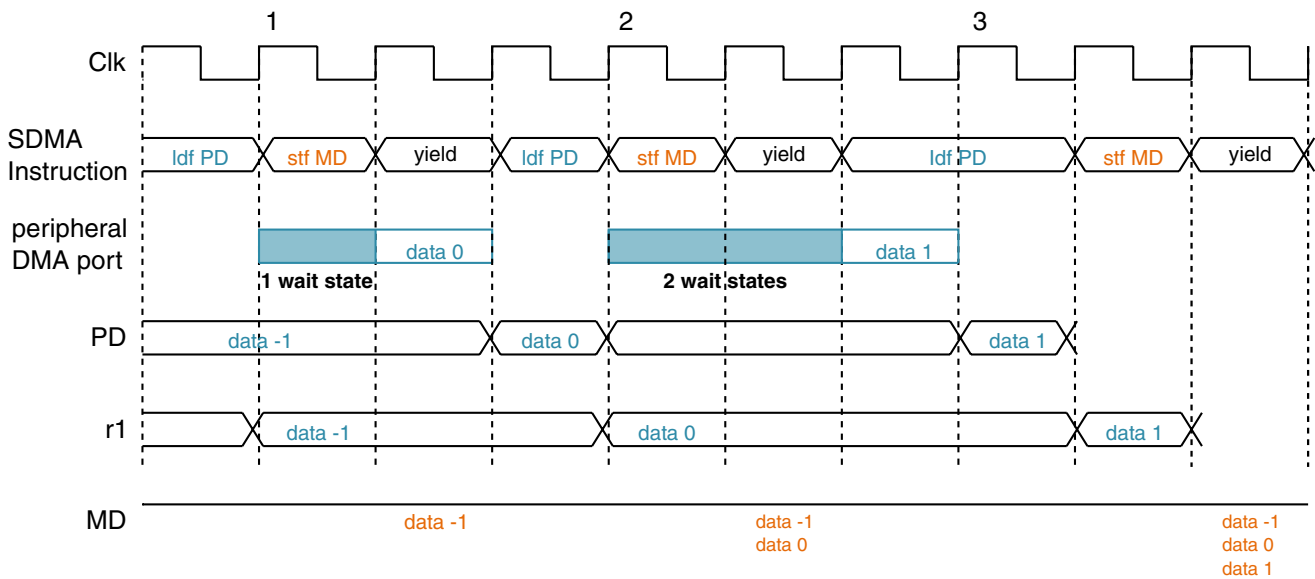 1 2 3
Clk
SDMA
Instruction
ldf PD stf MD yield ldf PD stf MD yield ldf PD stf MD yield
peripheral
DMA port
data 0 data 1
1 wait state 2 wait states
PD
data -1 data 0 data 1
r1
data -1 data 0 data 1
MD
data -1 data -1 data -1
data 0 data 0
data 1